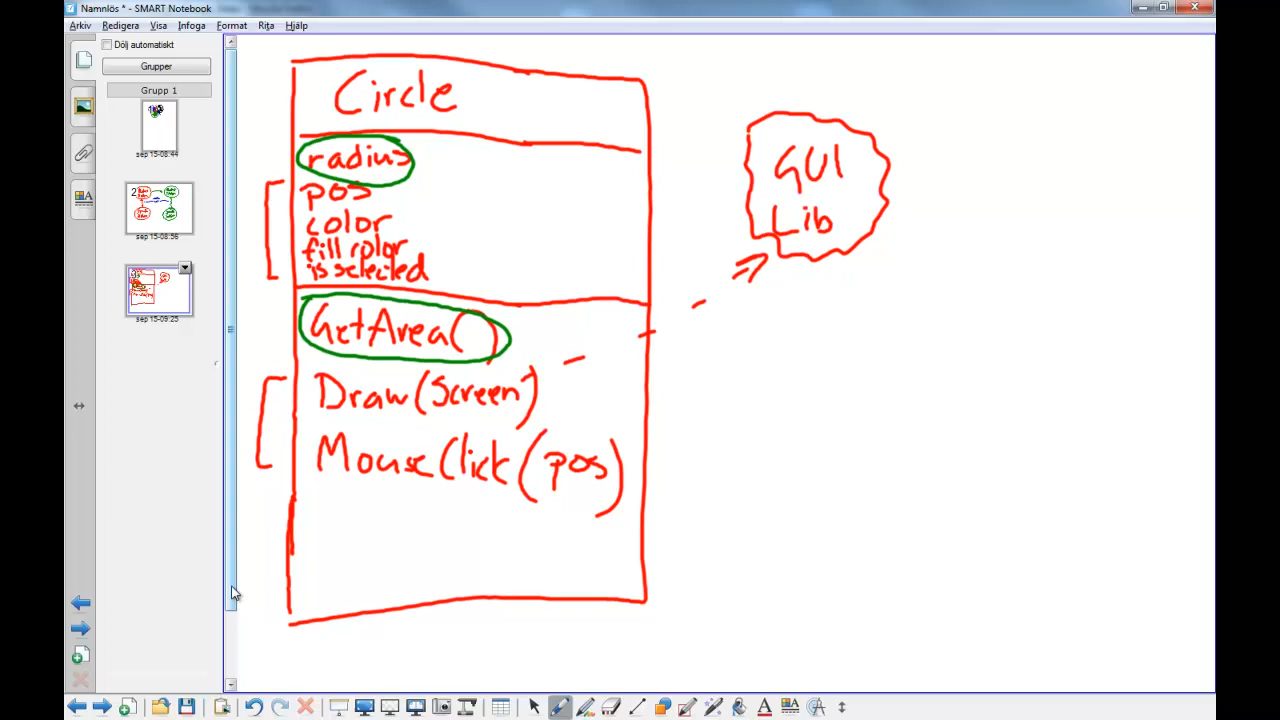 Namnlös * - SMART Notebook
Arkiv Redigera Visa Infoga Format Rita Hjälp
Dölj automatiskt
Grupper
Grupp 1
sep 15-08:44
2
sep 15-08:56
sep 15-09:25
Circle
radius
pos
color
fill color
is selected
GetArea()
Draw(screen)
MouseClick(pos)
GUI
Lib